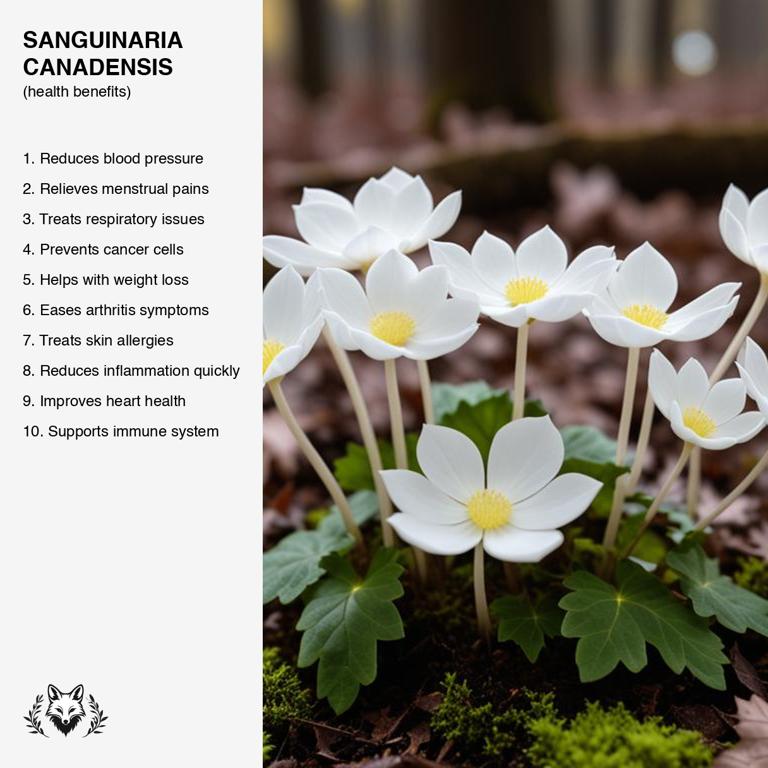 SANGUINARIA
CANADENSIS
(health benefits)
1. Reduces blood pressure
2. Relieves menstrual pains
3. Treats respiratory issues
4. Prevents cancer cells
5. Helps with weight loss
6. Eases arthritis symptoms
7. Treats skin allergies
8. Reduces inflammation quickly
9. Improves heart health
10. Supports immune system